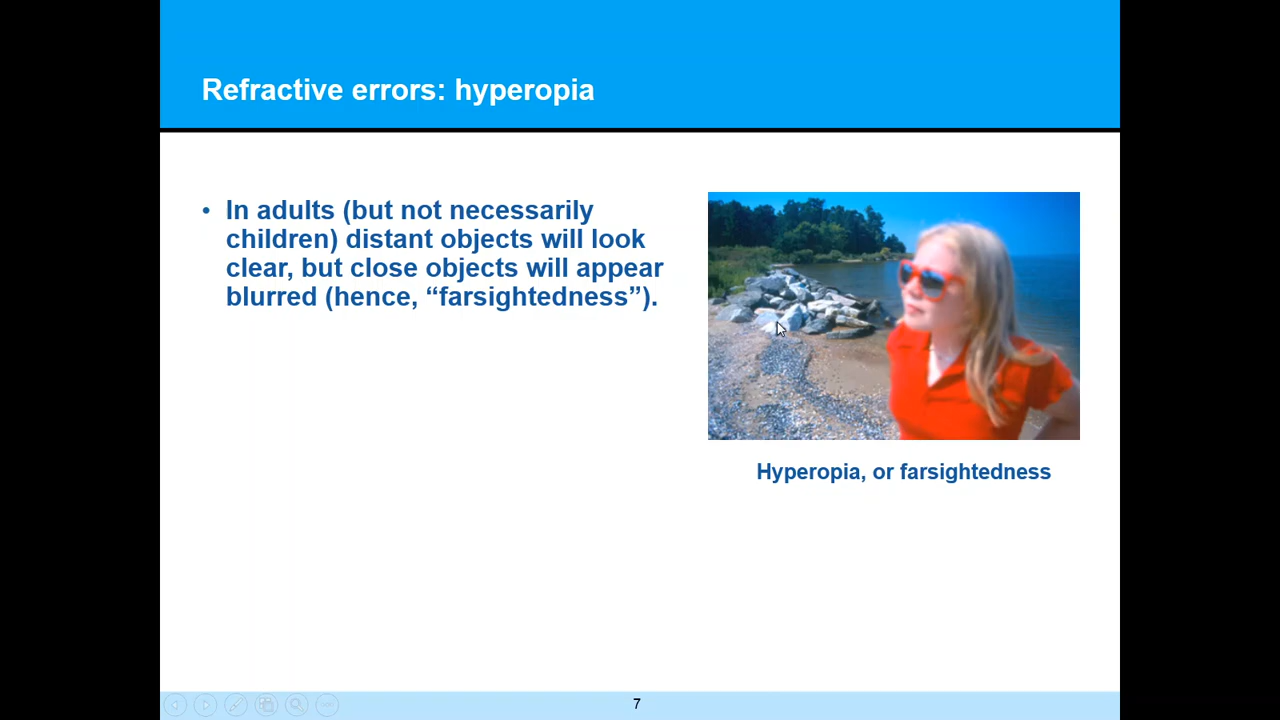 Refractive errors: hyperopia
• In adults (but not necessarily
children) distant objects will look
clear, but close objects will appear
blurred (hence, “farsightedness”).
Hyperopia, or farsightedness
7